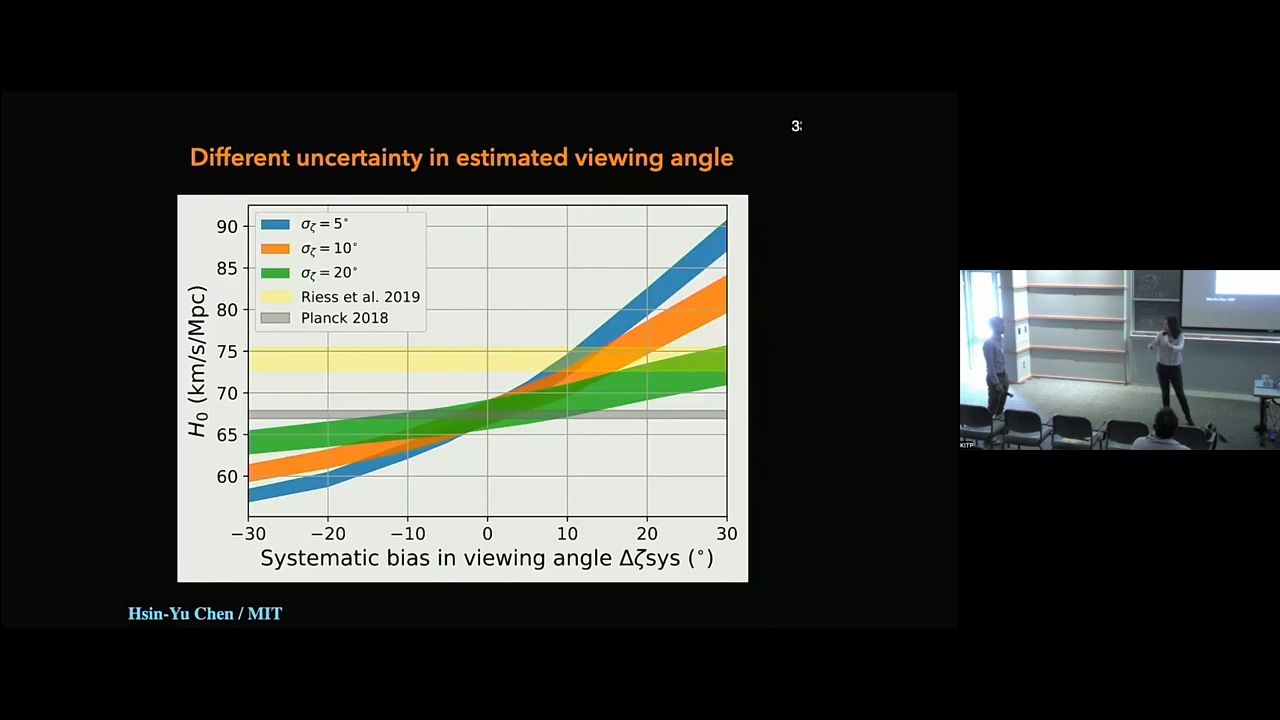 Different uncertainty in estimated viewing angle
90
85
80
75
70
65
60
H₀ (km/s/Mpc)
σζ = 5°
σζ = 10°
σζ = 20°
Riess et al. 2019
Planck 2018
−30
−20
−10
0
10
20
30
Systematic bias in viewing angle Δζsys (°)
Hsin-Yu Chen / MIT
KITP